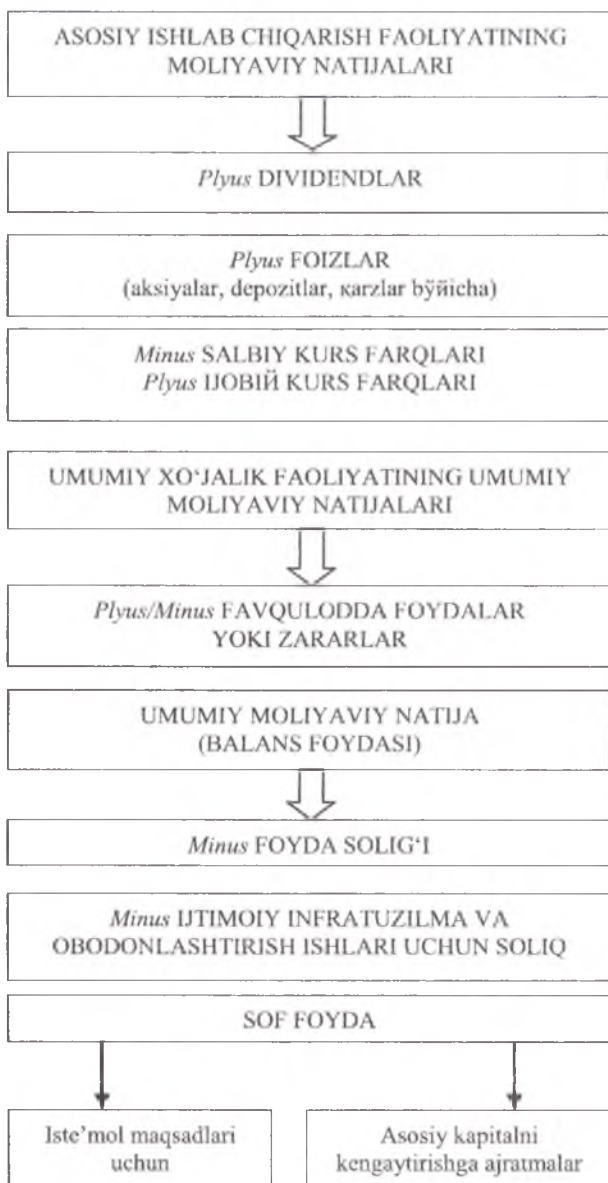 ASOSIY ISHLAB CHIQARISH FAOLIYATINING
MOLIYAVIY NATIJALARI
Plyus DIVIDENDLAR
Plyus FOIZLAR
(aksiyalar, depozitlar, кarzlar bўйicha)
Minus SALBIY KURS FARQLARI
Plyus IJOBIЙ KURS FARQLARI
UMUMIY XO‘JALIK FAOLIYATINING UMUMIY
MOLIYAVIY NATIJALARI
Plyus/Minus FAVQULODDA FOYDALAR
YOKI ZARARLAR
UMUMIY MOLIYAVIY NATIJA
(BALANS FOYDASI)
Minus FOYDA SOLIG‘I
Minus IJTIMOIY INFRATUZILMA VA
OBODONLASHTIRISH ISHLARI UCHUN SOLIQ
SOF FOYDA
Iste’mol maqsadlari
uchun
Asosiy kapitalni
kengaytirishga ajratmalar